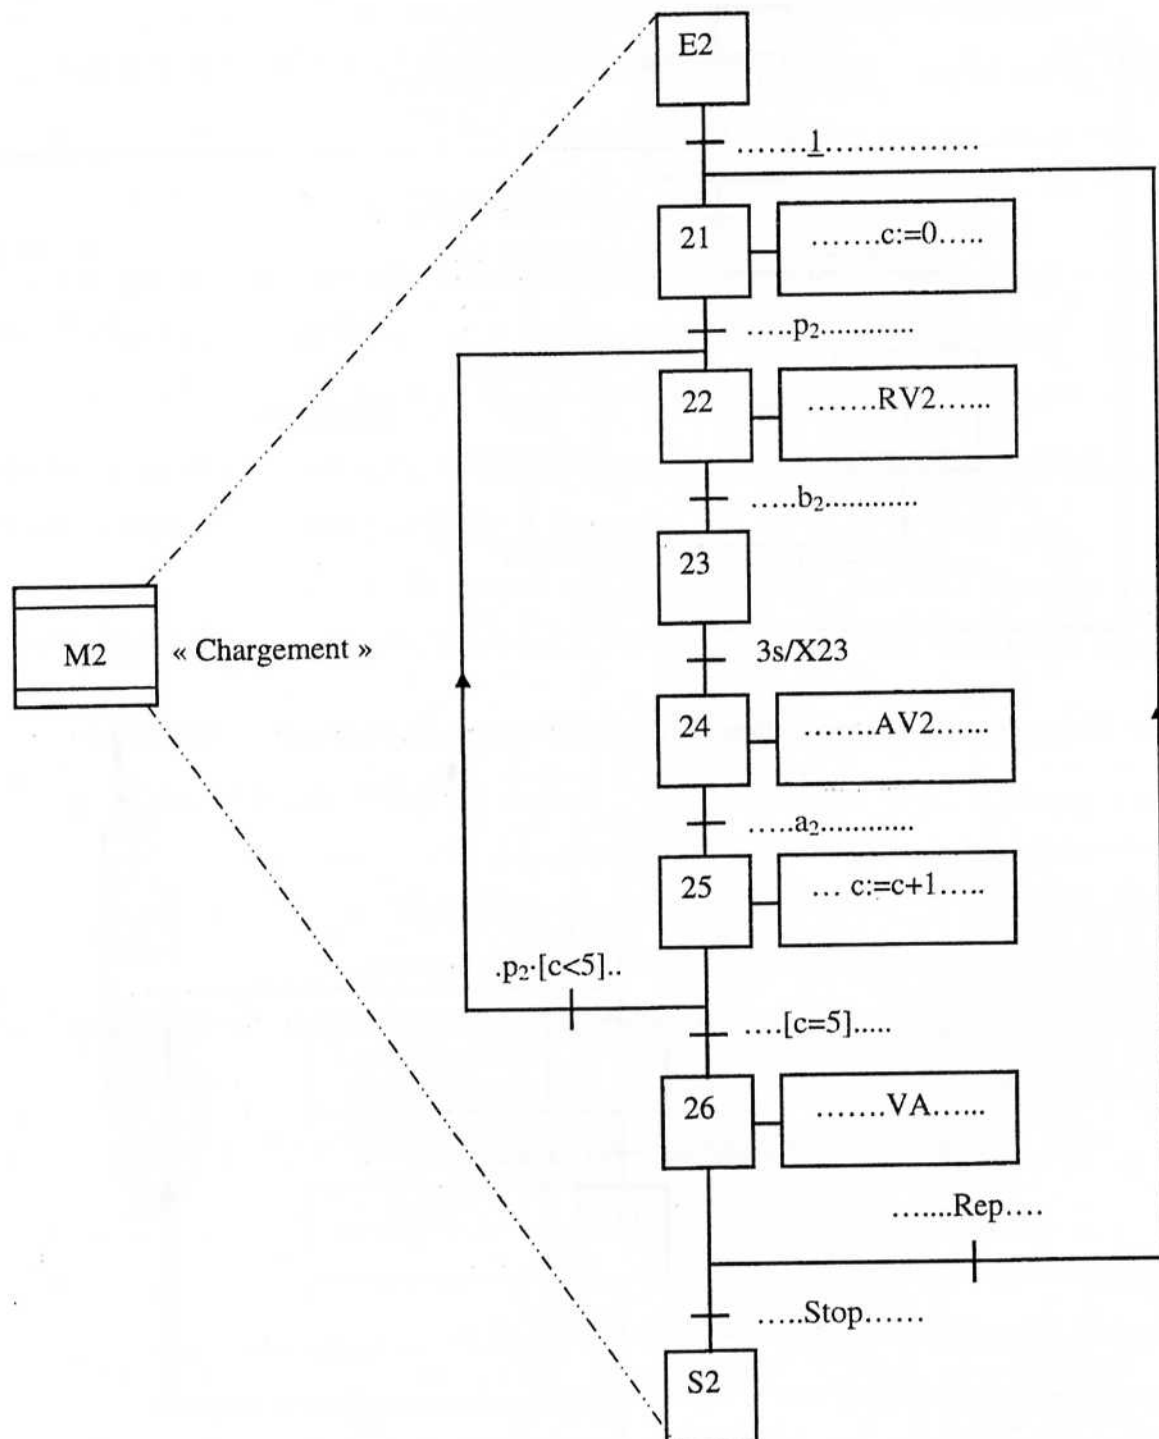 E2
.......1...............
21
.......c:=0.....
.....p₂............
22
.......RV2......
.....b₂............
23
M2
« Chargement »
3s/X23
24
.......AV2......
.....a₂............
25
... c:=c+1.....
.p₂·[c<5]..
....[c=5].....
26
.......VA......
.......Rep....
.....Stop......
S2